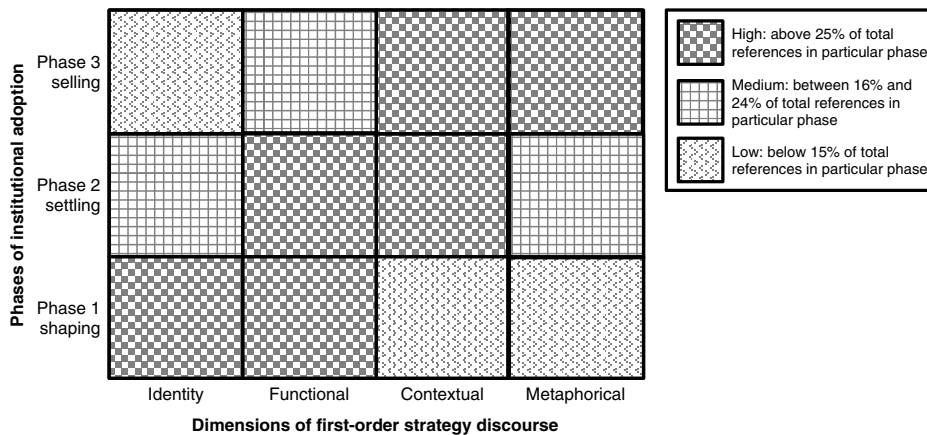 Phases of institutional adoption
Phase 3
selling
Phase 2
settling
Phase 1
shaping
Identity
Functional
Contextual
Metaphorical
Dimensions of first-order strategy discourse
High: above 25% of total
references in particular phase
Medium: between 16% and
24% of total references in
particular phase
Low: below 15% of total
references in particular phase